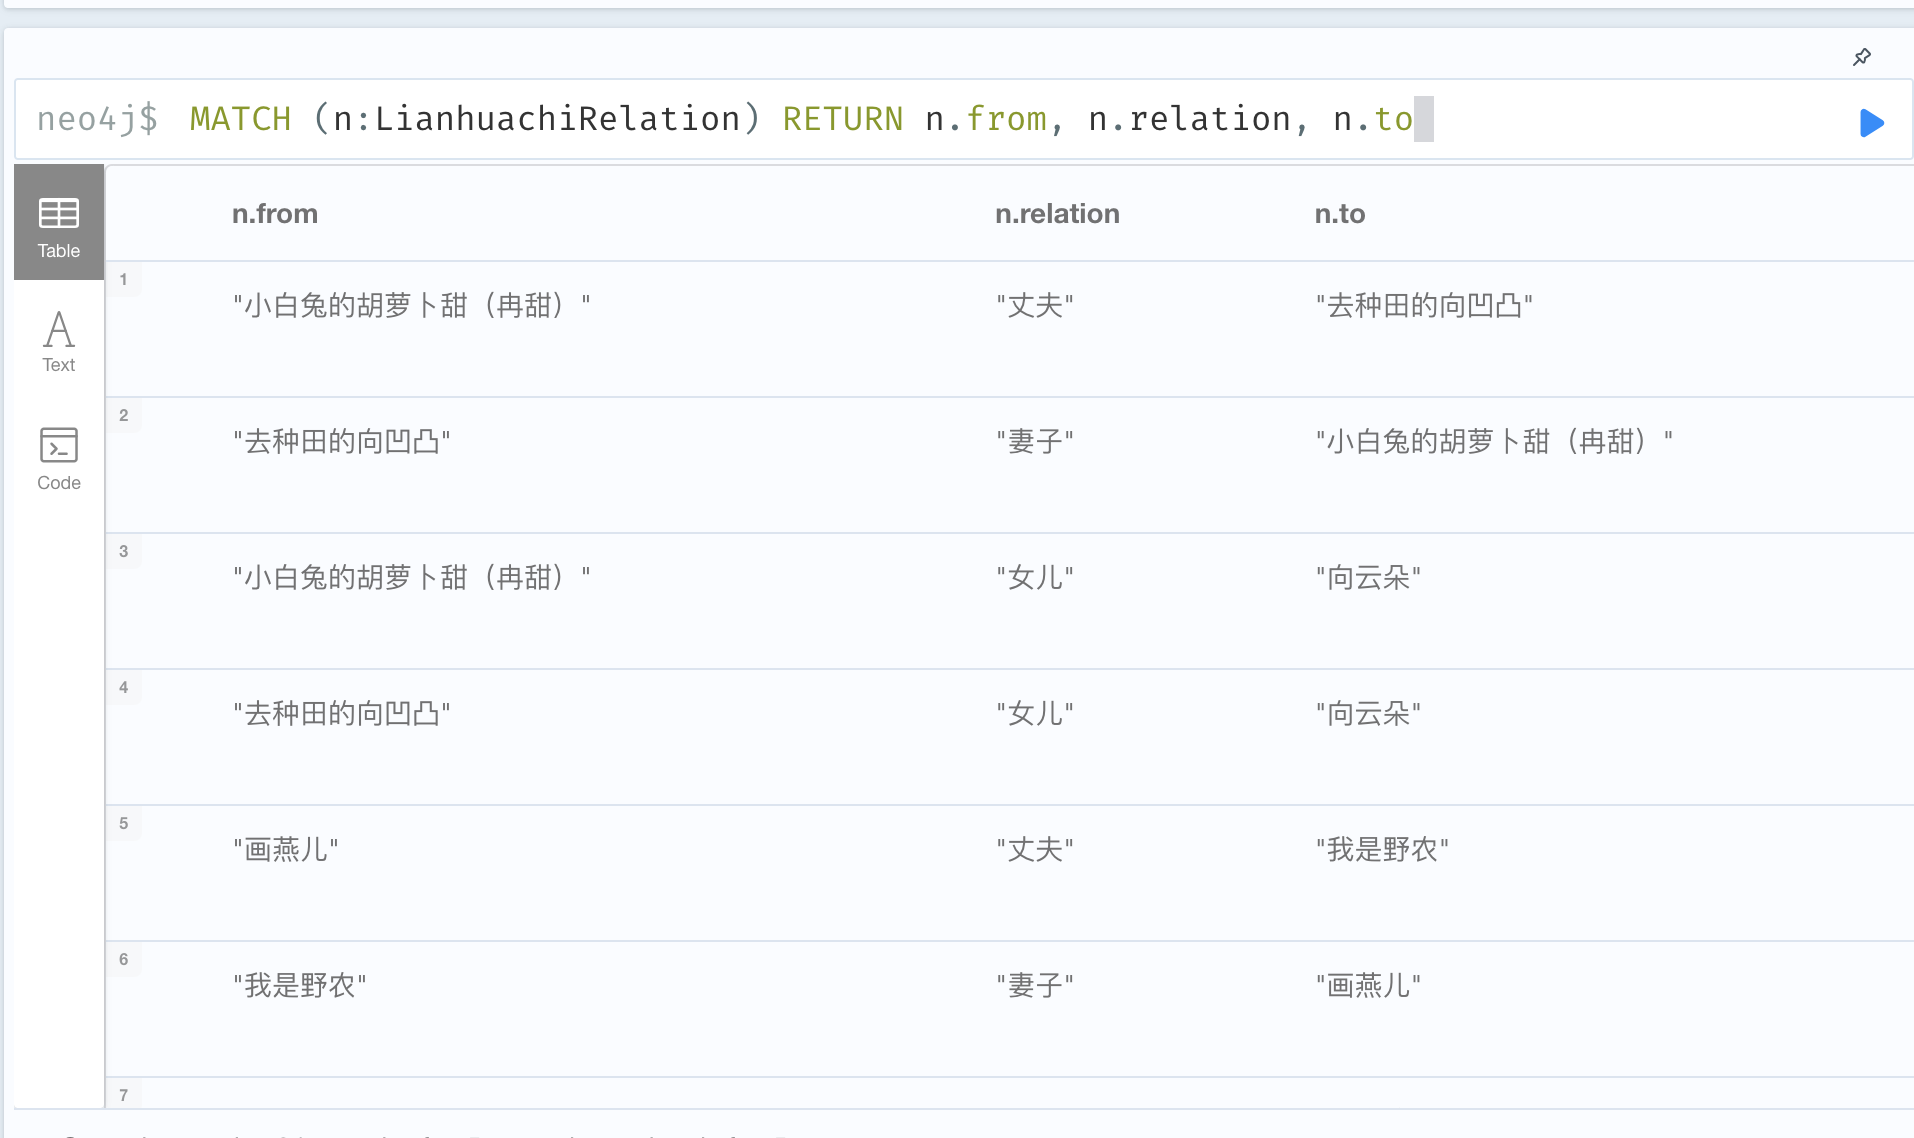 neo4j$ MATCH (n:LianhuachiRelation) RETURN n.from, n.relation, n.to
Table
Text
Code
n.from n.relation n.to
1 "小白兔的胡萝卜甜（冉甜）" "丈夫" "去种田的向凹凸"
2 "去种田的向凹凸" "妻子" "小白兔的胡萝卜甜（冉甜）"
3 "小白兔的胡萝卜甜（冉甜）" "女儿" "向云朵"
4 "去种田的向凹凸" "女儿" "向云朵"
5 "画燕儿" "丈夫" "我是野农"
6 "我是野农" "妻子" "画燕儿"
7